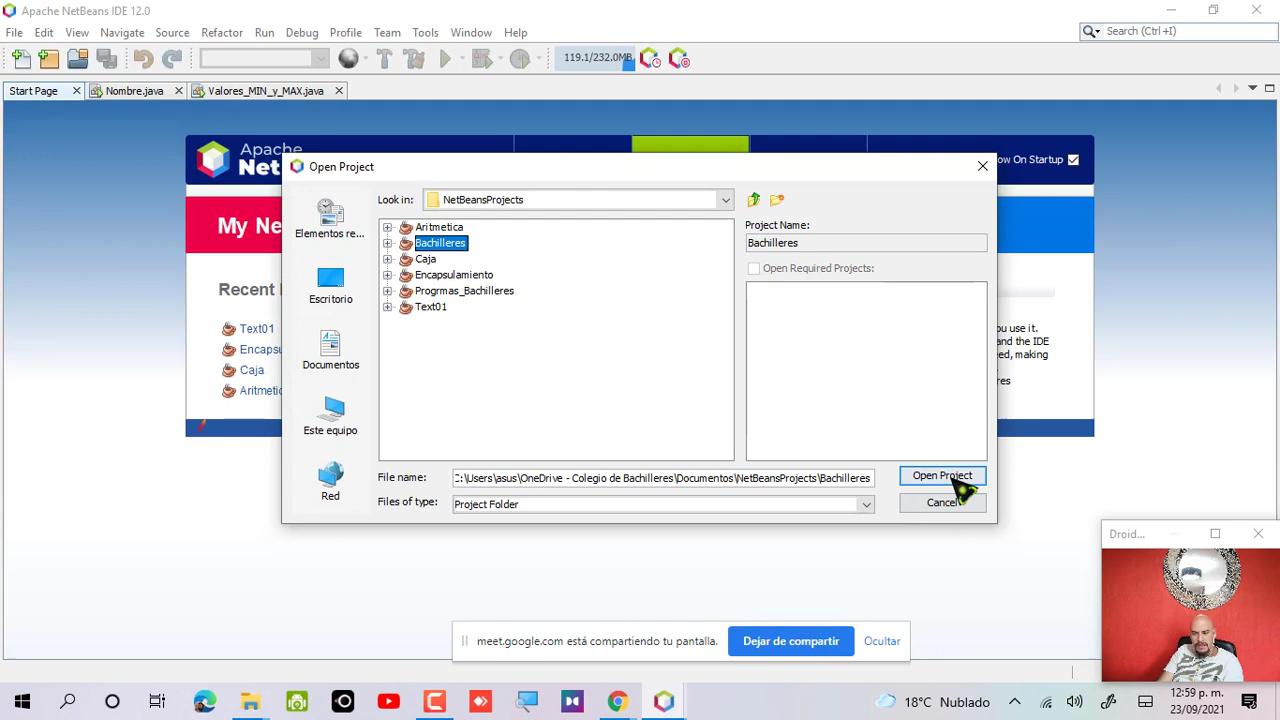 Apache NetBeans IDE 12.0
File Edit View Navigate Source Refactor Run Debug Profile Team Tools Window Help
Search (Ctrl +I)
119.1/232.0MB
Start Page
Nombre.java
Valores_MIN_y_MAX.java
Apache
Net
ow On Startup
My Ne
Recent
Text01
Encapsu
Caja
Aritmetic
you use it.
and the IDE
eed, making
res
Open Project
Look in:
NetBeansProjects
Elementos re...
Escritorio
Documentos
Este equipo
Red
Aritmetica
Bachilleres
Caja
Encapsulamiento
Progrmas_Bachilleres
Text01
Project Name:
Bachilleres
Open Required Projects:
File name:
C:\Users\asus\OneDrive - Colegio de Bachilleres\Documentos\NetBeansProjects\Bachilleres
Open Project
Files of type:
Project Folder
Cancel
Droid...
meet.google.com está compartiendo tu pantalla.
Dejar de compartir
Ocultar
18°C Nublado
12:59 p. m.
23/09/2021